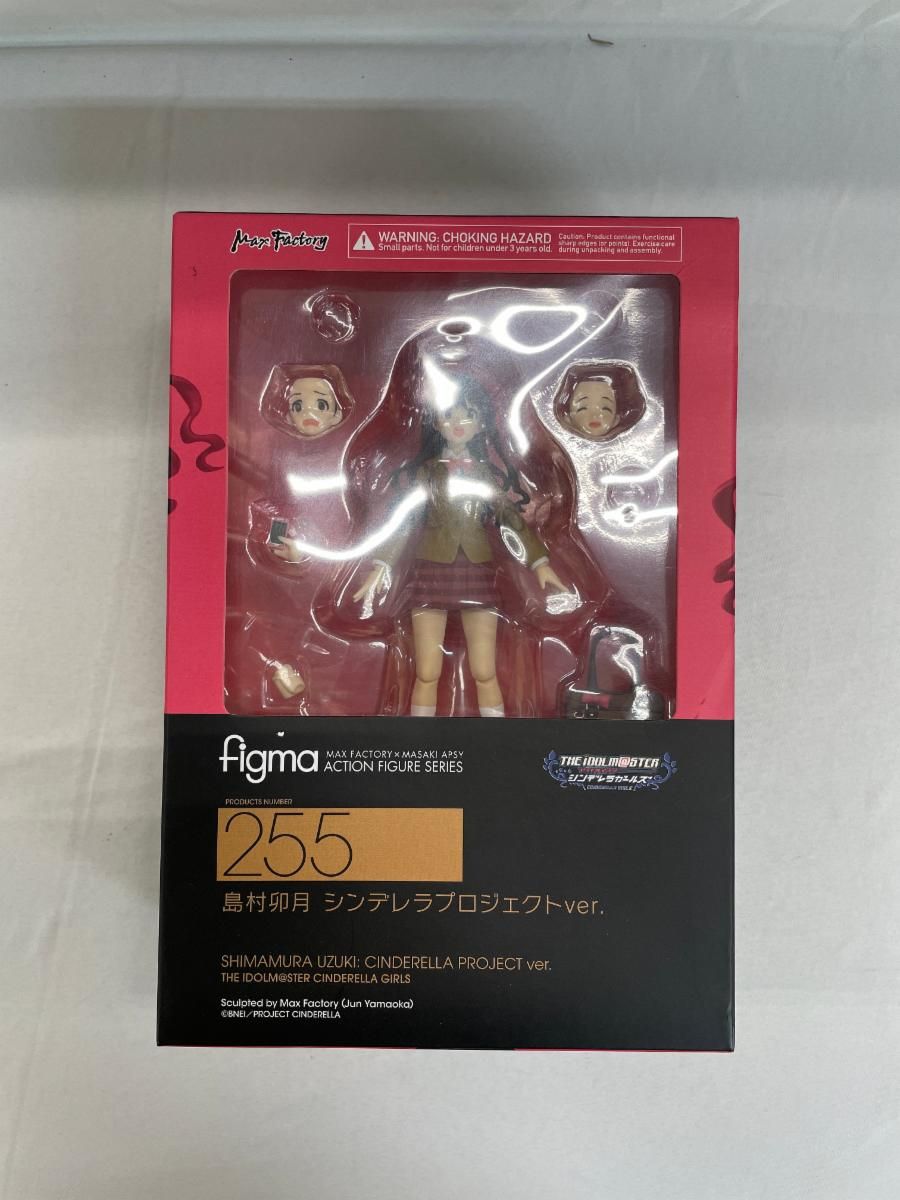 Max Factory
WARNING: CHOKING HAZARD
Small parts. Not for children under 3 years old.
Caution: Product contains functional
sharp edges (or points). Exercise care
during unpacking and assembly.
figma
MAX FACTORY × MASAKI APSY
ACTION FIGURE SERIES
THE iDOLM@STER
シンデレラガールズ
CINDERELLA GIRLS
PRODUCTS NUMBER
255
島村卯月 シンデレラプロジェクトver.
SHIMAMURA UZUKI: CINDERELLA PROJECT ver.
THE IDOLM@STER CINDERELLA GIRLS
Sculpted by Max Factory (Jun Yamaoka)
©BNEI／PROJECT CINDERELLA